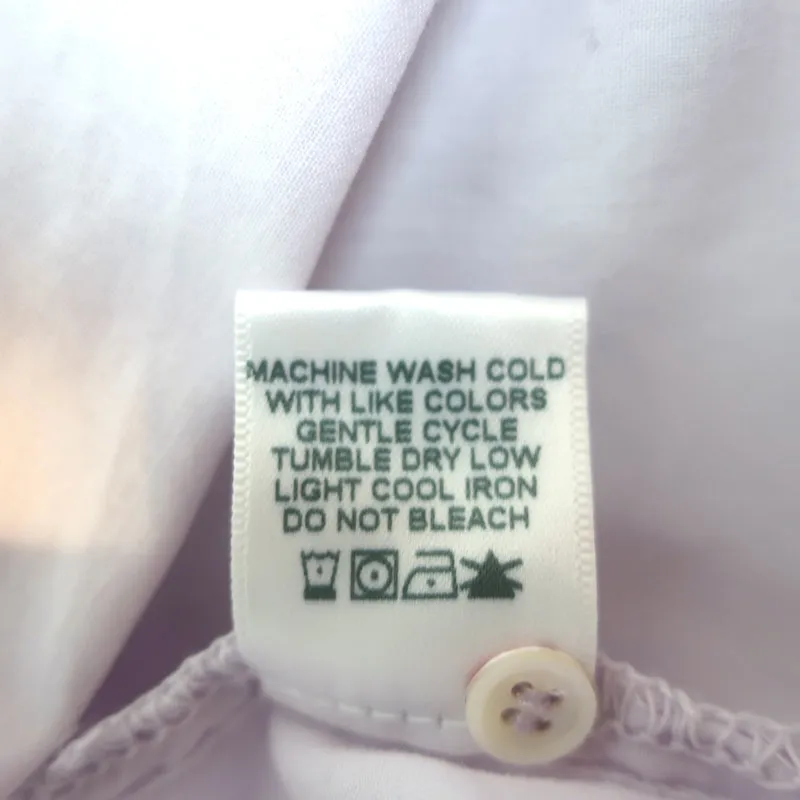 MACHINE WASH COLD
WITH LIKE COLORS
GENTLE CYCLE
TUMBLE DRY LOW
LIGHT COOL IRON
DO NOT BLEACH